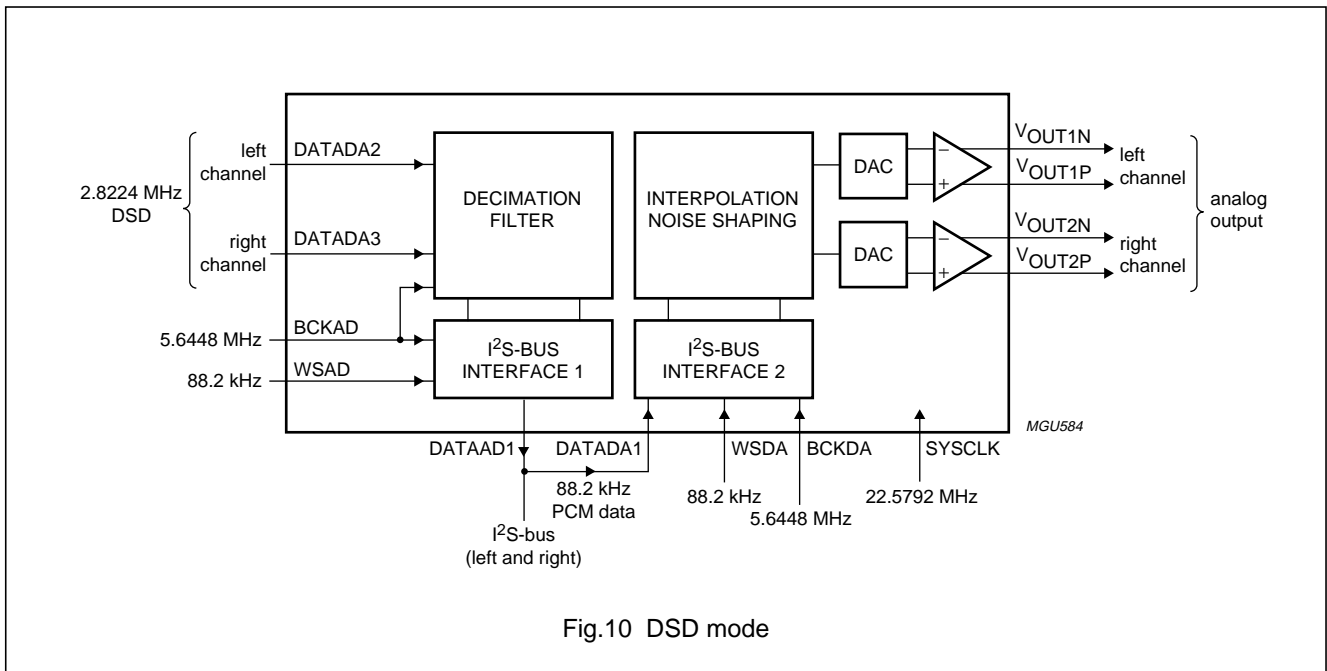 2.8224 MHz
DSD
left
channel
DATADA2
right
channel
DATADA3
5.6448 MHz
BCKAD
88.2 kHz
WSAD
DECIMATION
FILTER
I²S-BUS
INTERFACE 1
INTERPOLATION
NOISE SHAPING
I²S-BUS
INTERFACE 2
DAC
−
+
DAC
−
+
VOUT1N
left
channel
VOUT1P
VOUT2N
right
channel
VOUT2P
analog
output
MGU584
DATAAD1
DATADA1
WSDA
BCKDA
SYSCLK
88.2 kHz
PCM data
88.2 kHz
5.6448 MHz
22.5792 MHz
I²S-bus
(left and right)
Fig.10 DSD mode